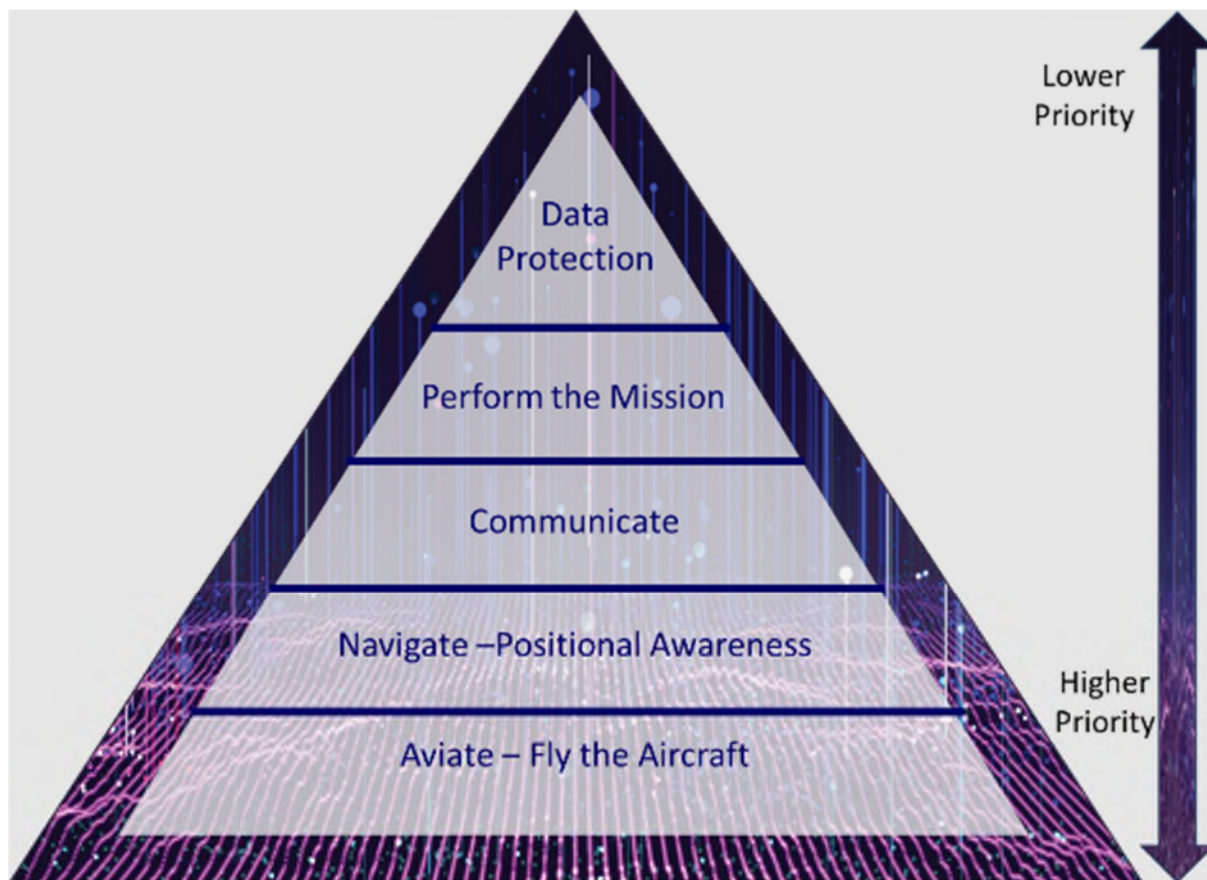 Lower
Priority
Data
Protection
Perform the Mission
Communicate
Navigate –Positional Awareness
Higher
Priority
Aviate – Fly the Aircraft